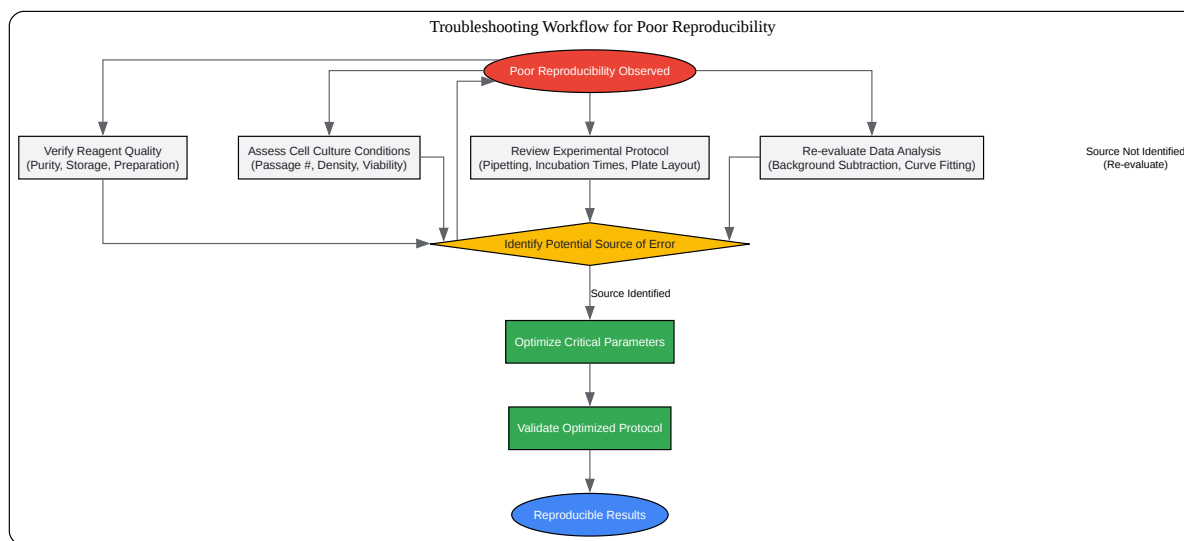 Troubleshooting Workflow for Poor Reproducibility
Poor Reproducibility Observed
Verify Reagent Quality
(Purity, Storage, Preparation)
Assess Cell Culture Conditions
(Passage #, Density, Viability)
Review Experimental Protocol
(Pipetting, Incubation Times, Plate Layout)
Re-evaluate Data Analysis
(Background Subtraction, Curve Fitting)
Source Not Identified
(Re-evaluate)
Identify Potential Source of Error
Source Identified
Optimize Critical Parameters
Validate Optimized Protocol
Reproducible Results